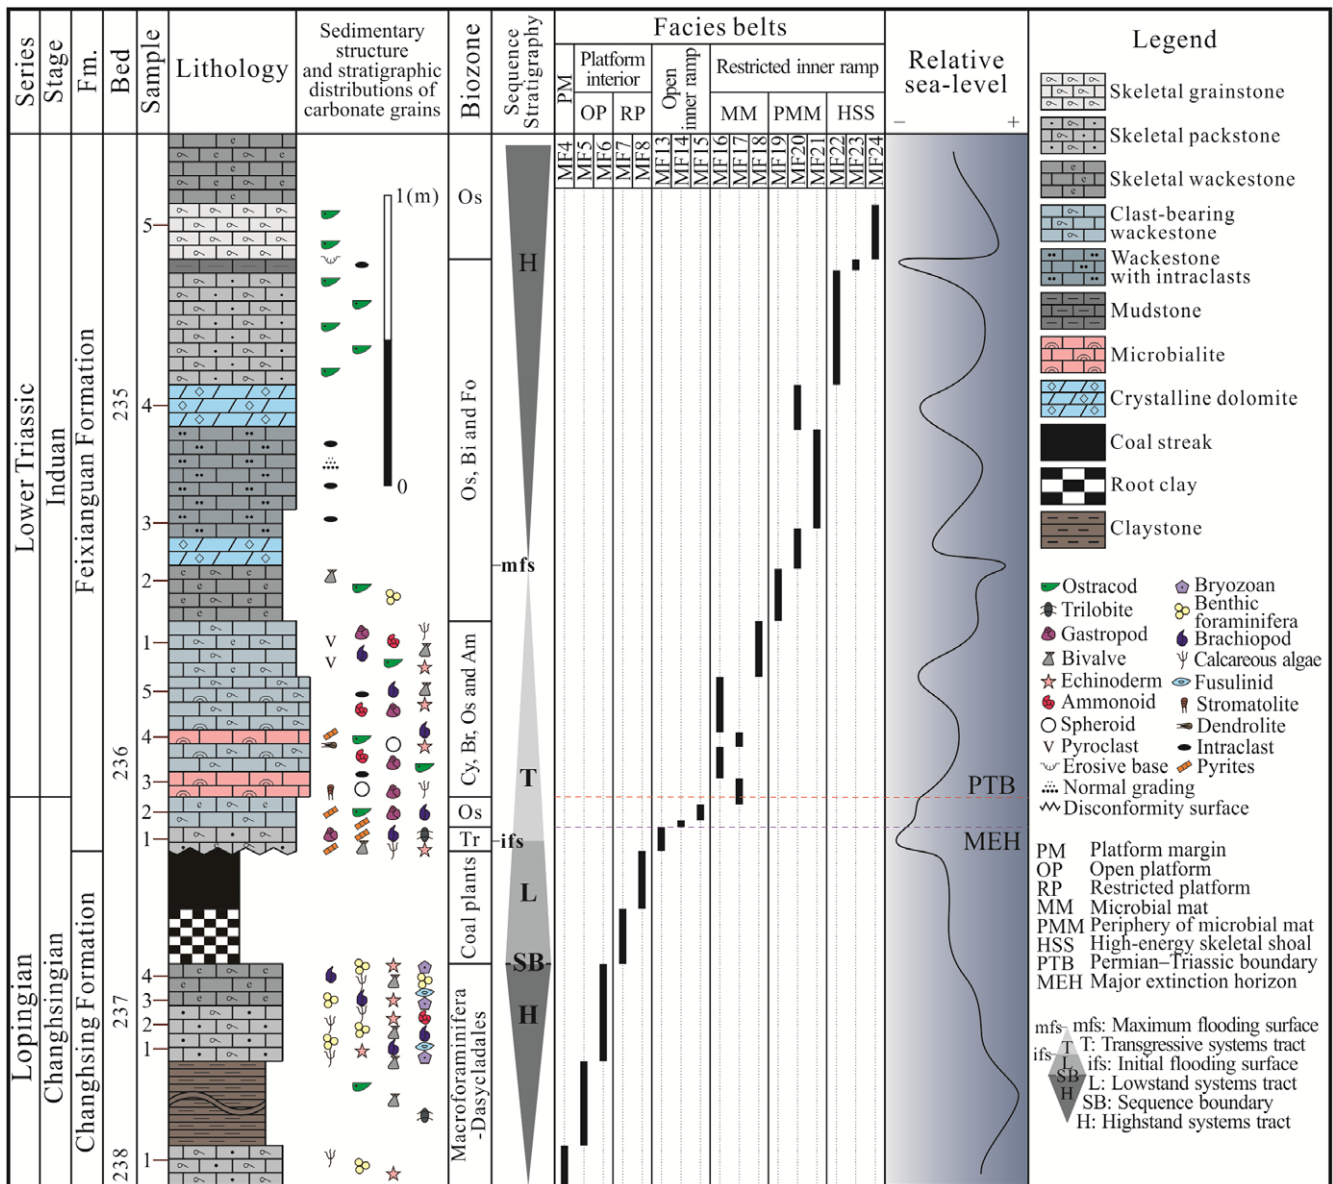 Series
Stage
Fm.
Bed
Sample
Lithology
Sedimentary
structure
and stratigraphic
distributions of
carbonate grains
Biozone
Sequence
Stratigraphy
Facies belts
PM
Platform
interior
OP
RP
Open
inner ramp
Restricted inner ramp
MM
PMM
HSS
MF4
MF5
MF6
MF7
MF8
MF13
MF14
MF15
MF16
MF17
MF18
MF19
MF20
MF21
MF22
MF23
MF24
Relative
sea-level
− +
Lower Triassic
Lopingian
Induan
Changhsingian
Feixianguan Formation
Changhsing Formation
235
236
237
238
5
4
3
2
1
5
4
3
2
1
4
3
2
1
1
1(m)
0
Os
Os, Bi and Fo
Cy, Br, Os and Am
Os
Tr
Coal plants
Macroforaminifera
-Dasycladales
H
mfs
T
ifs
L
SB
H
PTB
MEH
Legend
Skeletal grainstone
Skeletal packstone
Skeletal wackestone
Clast-bearing
wackestone
Wackestone
with intraclasts
Mudstone
Microbialite
Crystalline dolomite
Coal streak
Root clay
Claystone
Ostracod
Trilobite
Gastropod
Bivalve
Echinoderm
Ammonoid
Spheroid
V Pyroclast
Erosive base
Normal grading
Disconformity surface
Bryozoan
Benthic
foraminifera
Brachiopod
Calcareous algae
Fusulinid
Stromatolite
Dendrolite
Intraclast
Pyrites
PM Platform margin
OP Open platform
RP Restricted platform
MM Microbial mat
PMM Periphery of microbial mat
HSS High-energy skeletal shoal
PTB Permian–Triassic boundary
MEH Major extinction horizon
mfs
T
ifs
L
SB
H
mfs: Maximum flooding surface
T: Transgressive systems tract
ifs: Initial flooding surface
L: Lowstand systems tract
SB: Sequence boundary
H: Highstand systems tract